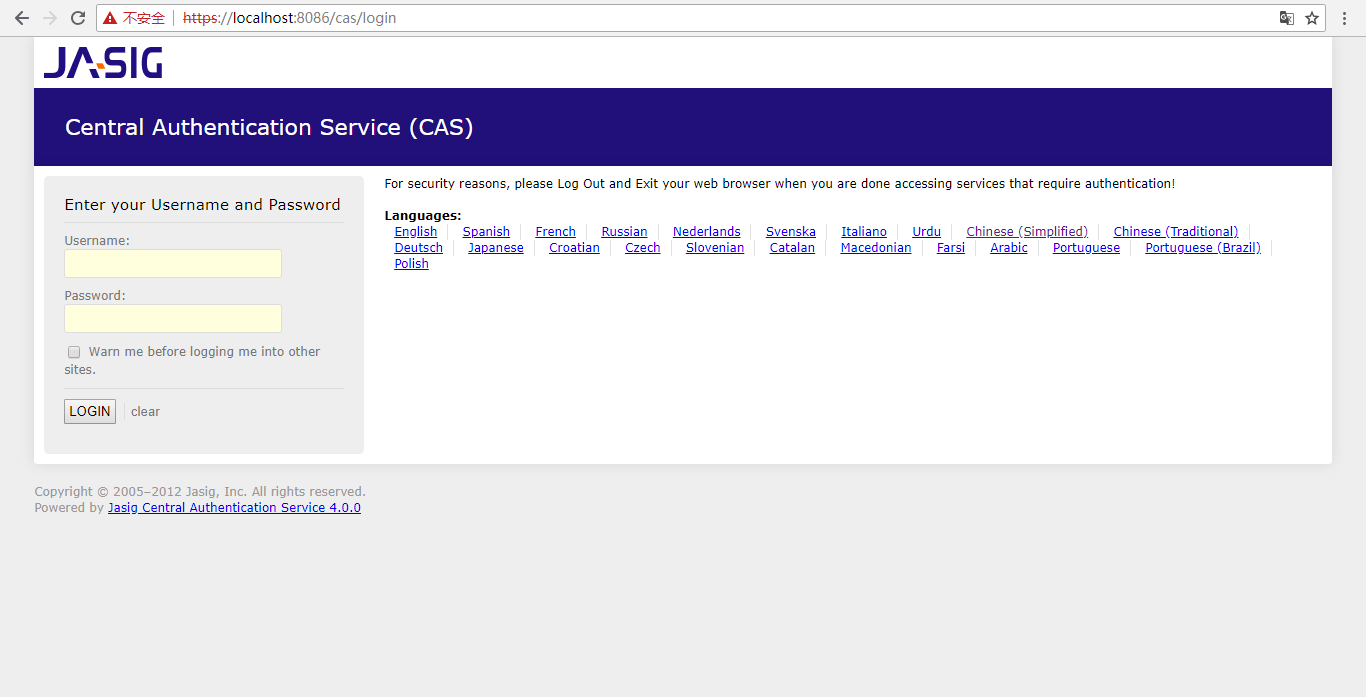 不安全 https://localhost:8086/cas/login
JASIG
Central Authentication Service (CAS)
Enter your Username and Password
Username:
Password:
Warn me before logging me into other
sites.
LOGIN clear
For security reasons, please Log Out and Exit your web browser when you are done accessing services that require authentication!
Languages:
English Spanish French Russian Nederlands Svenska Italiano Urdu Chinese (Simplified) Chinese (Traditional)
Deutsch Japanese Croatian Czech Slovenian Catalan Macedonian Farsi Arabic Portuguese Portuguese (Brazil)
Polish
Copyright © 2005–2012 Jasig, Inc. All rights reserved.
Powered by Jasig Central Authentication Service 4.0.0